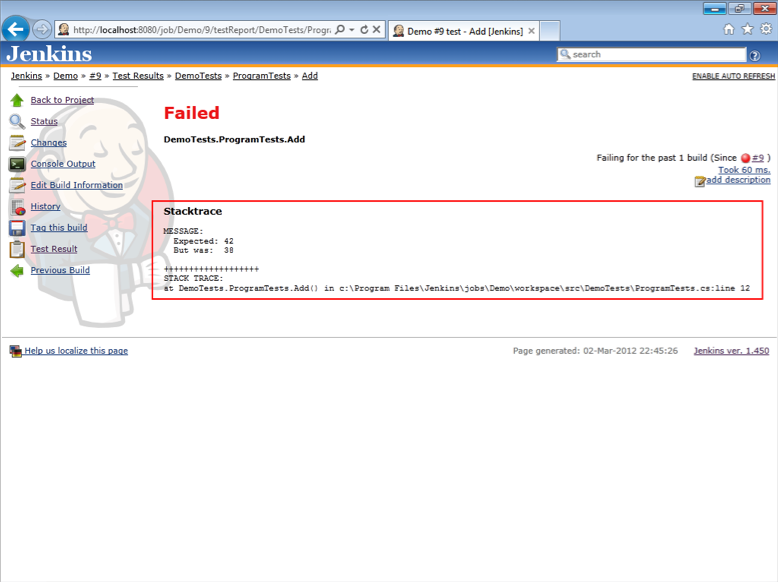 http://localhost:8080/job/Demo/9/testReport/DemoTests/Progra
Demo #9 test - Add [Jenkins]
Jenkins
search
Jenkins » Demo » #9 » Test Results » DemoTests » ProgramTests » Add
ENABLE AUTO REFRESH
Back to Project
Status
Changes
Console Output
Edit Build Information
History
Tag this build
Test Result
Previous Build
Failed
DemoTests.ProgramTests.Add
Failing for the past 1 build (Since #9 )
Took 60 ms.
add description
Stacktrace
MESSAGE:
Expected: 42
But was: 38
+++++++++++++++++++
STACK TRACE:
at DemoTests.ProgramTests.Add() in c:\Program Files\Jenkins\jobs\Demo\workspace\src\DemoTests\ProgramTests.cs:line 12
Help us localize this page
Page generated: 02-Mar-2012 22:45:26
Jenkins ver. 1.450